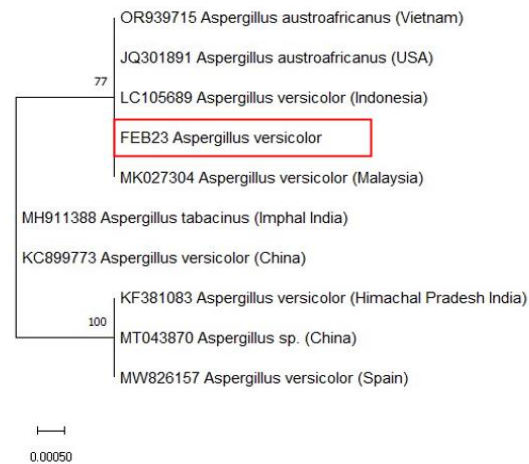 OR939715 Aspergillus austroafricanus (Vietnam)
JQ301891 Aspergillus austroafricanus (USA)
77
LC105689 Aspergillus versicolor (Indonesia)
FEB23 Aspergillus versicolor
MK027304 Aspergillus versicolor (Malaysia)
MH911388 Aspergillus tabacinus (Imphal India)
KC899773 Aspergillus versicolor (China)
KF381083 Aspergillus versicolor (Himachal Pradesh India)
100
MT043870 Aspergillus sp. (China)
MW826157 Aspergillus versicolor (Spain)
0.00050